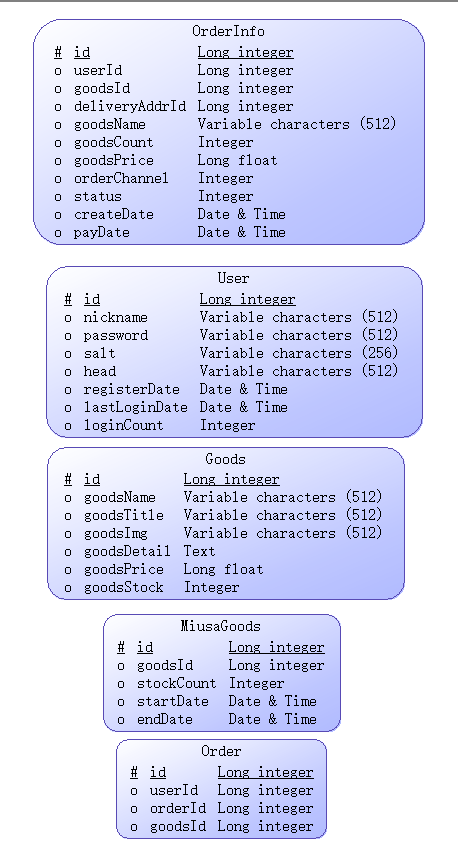 OrderInfo
# id Long integer
o userId Long integer
o goodsId Long integer
o deliveryAddrId Long integer
o goodsName Variable characters (512)
o goodsCount Integer
o goodsPrice Long float
o orderChannel Integer
o status Integer
o createDate Date & Time
o payDate Date & Time
User
# id Long integer
o nickname Variable characters (512)
o password Variable characters (512)
o salt Variable characters (256)
o head Variable characters (512)
o registerDate Date & Time
o lastLoginDate Date & Time
o loginCount Integer
Goods
# id Long integer
o goodsName Variable characters (512)
o goodsTitle Variable characters (512)
o goodsImg Variable characters (512)
o goodsDetail Text
o goodsPrice Long float
o goodsStock Integer
MiusaGoods
# id Long integer
o goodsId Long integer
o stockCount Integer
o startDate Date & Time
o endDate Date & Time
Order
# id Long integer
o userId Long integer
o orderId Long integer
o goodsId Long integer